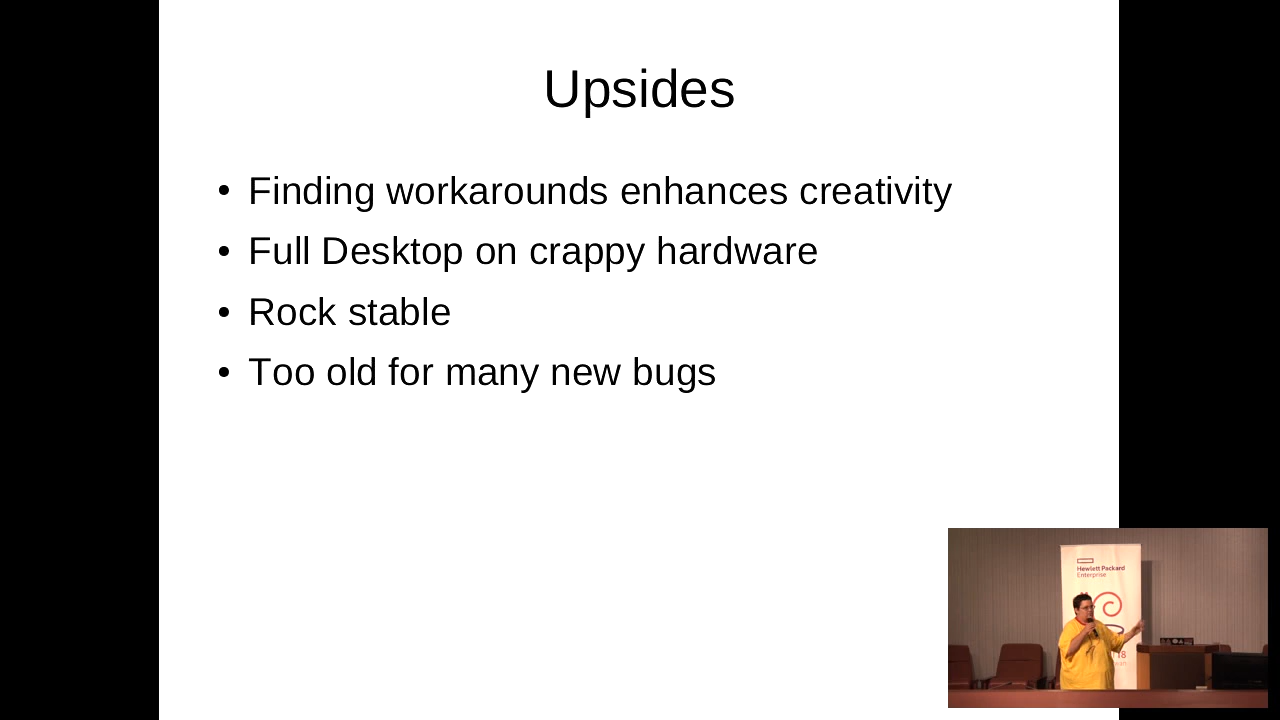 Upsides
• Finding workarounds enhances creativity
• Full Desktop on crappy hardware
• Rock stable
• Too old for many new bugs
Hewlett Packard
Enterprise
18